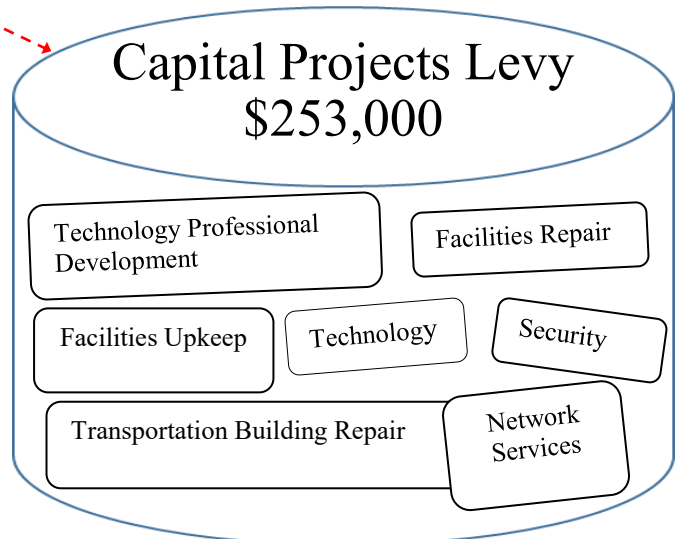 Capital Projects Levy
$253,000
Technology Professional
Development
Facilities Repair
Facilities Upkeep
Technology
Security
Transportation Building Repair
Network
Services